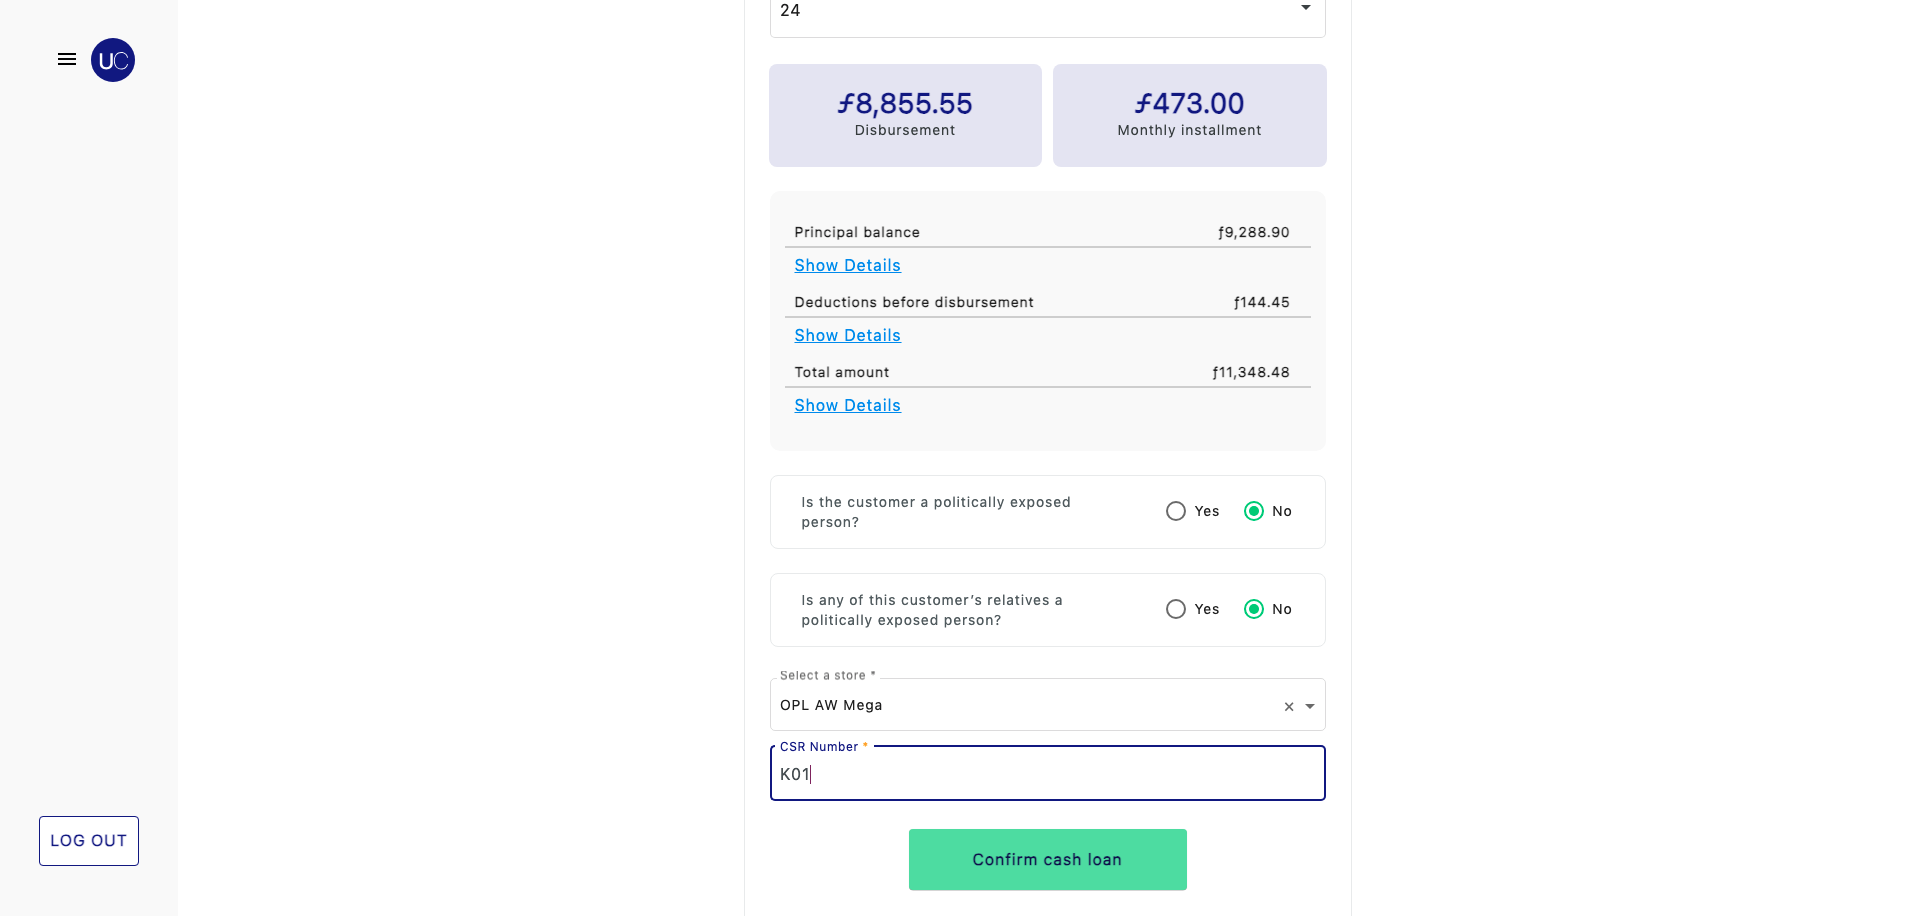 24
UC
ƒ8,855.55
Disbursement
ƒ473.00
Monthly installment
Principal balance ƒ9,288.90
Show Details
Deductions before disbursement ƒ144.45
Show Details
Total amount ƒ11,348.48
Show Details
Is the customer a politically exposed
person?
Yes No
Is any of this customer’s relatives a
politically exposed person?
Yes No
Select a store *
OPL AW Mega
CSR Number *
K01
LOG OUT
Confirm cash loan